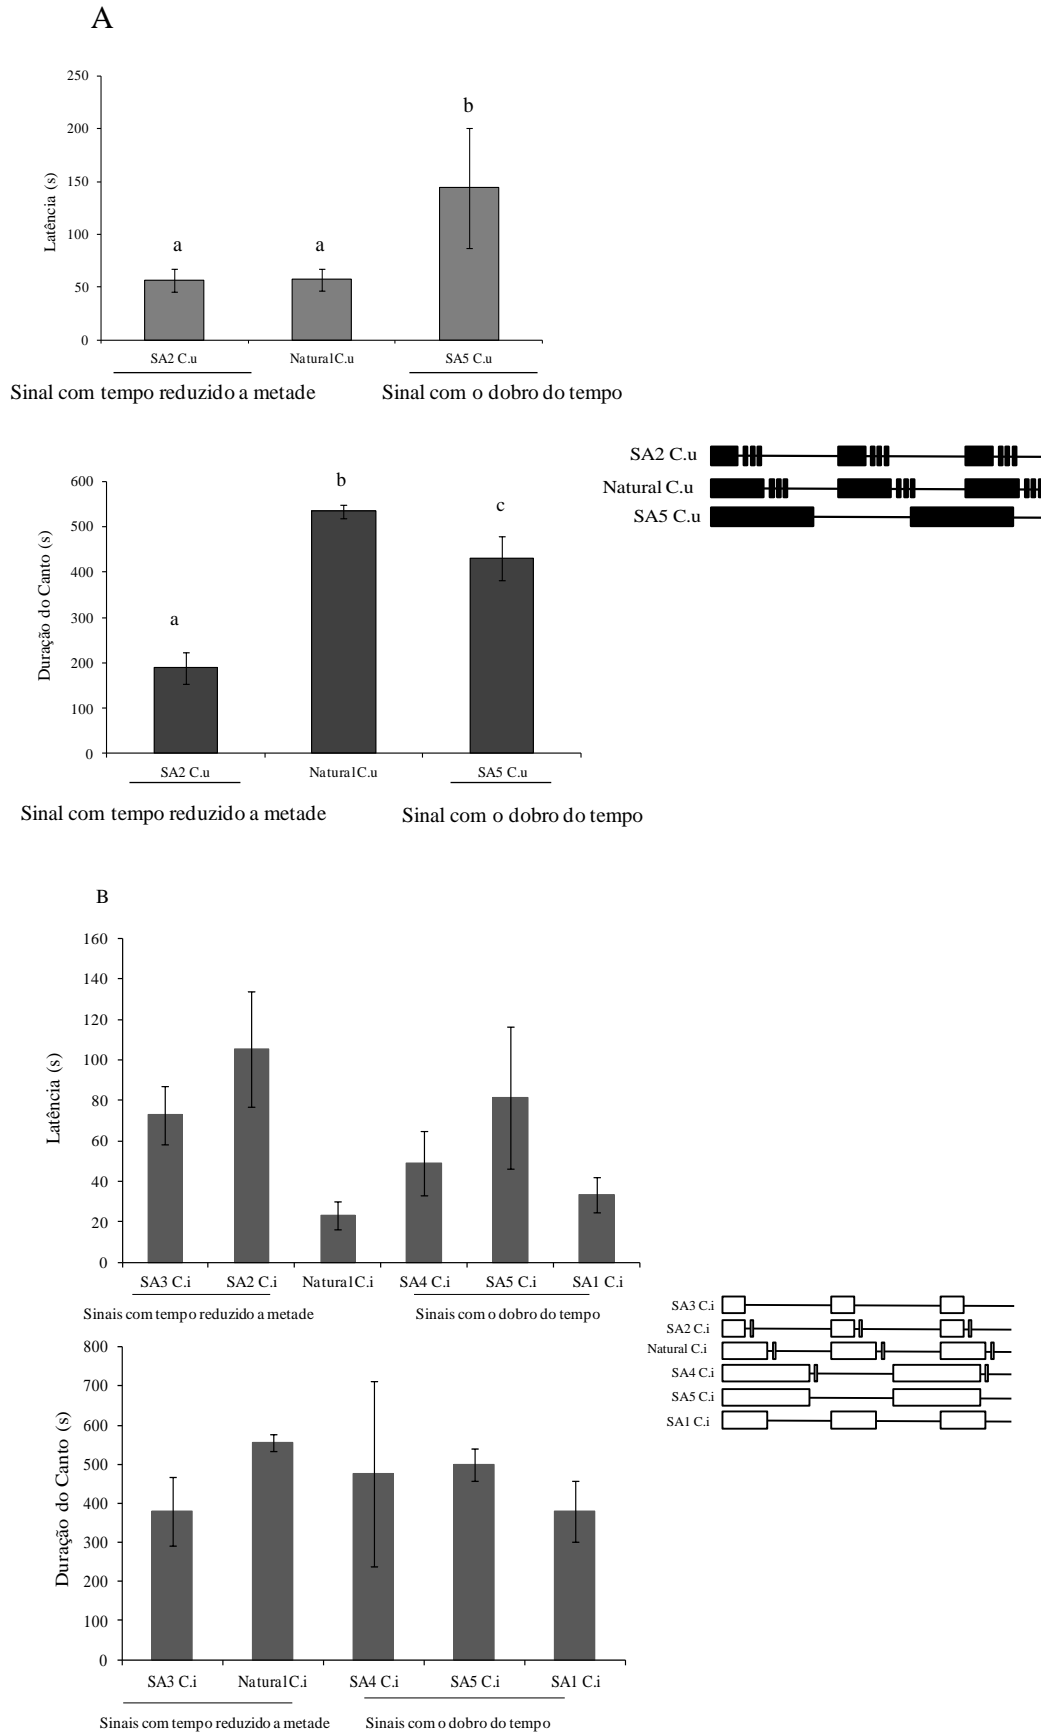 A
250
200
150
100
50
0
Latência (s)
a
a
b
SA2 C.u
Natural C.u
SA5 C.u
Sinal com tempo reduzido a metade
Sinal com o dobro do tempo
600
500
400
300
200
100
0
Duração do Canto (s)
a
b
c
SA2 C.u
Natural C.u
SA5 C.u
Sinal com tempo reduzido a metade
Sinal com o dobro do tempo
SA2 C.u
Natural C.u
SA5 C.u
B
160
140
120
100
80
60
40
20
0
Latência (s)
SA3 C.i
SA2 C.i
Natural C.i
SA4 C.i
SA5 C.i
SA1 C.i
Sinais com tempo reduzido a metade
Sinais com o dobro do tempo
800
700
600
500
400
300
200
100
0
Duração do Canto (s)
SA3 C.i
Natural C.i
SA4 C.i
SA5 C.i
SA1 C.i
Sinais com tempo reduzido a metade
Sinais com o dobro do tempo
SA3 C.i
SA2 C.i
Natural C.i
SA4 C.i
SA5 C.i
SA1 C.i